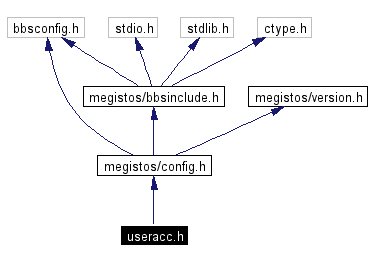 bbsconfig.h stdio.h stdlib.h ctype.h
megistos/bbsinclude.h megistos/version.h
megistos/config.h
useracc.h